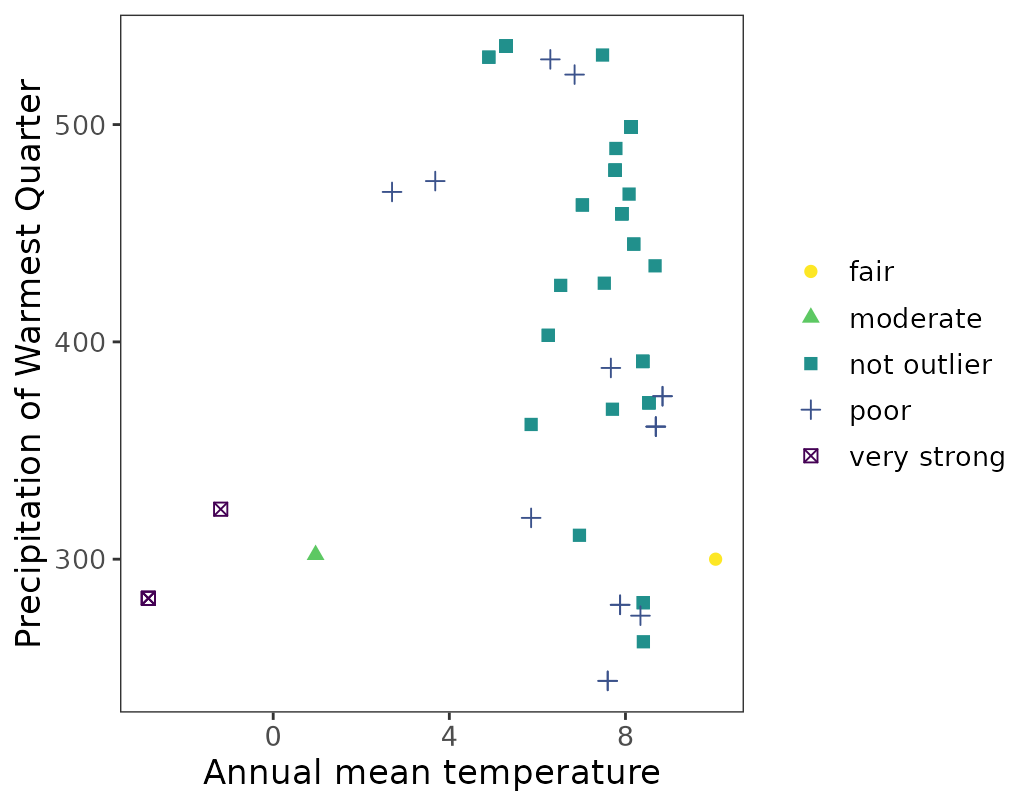 Precipitation of Warmest Quarter
500
400
300
0 4 8
Annual mean temperature
fair
moderate
not outlier
poor
very strong